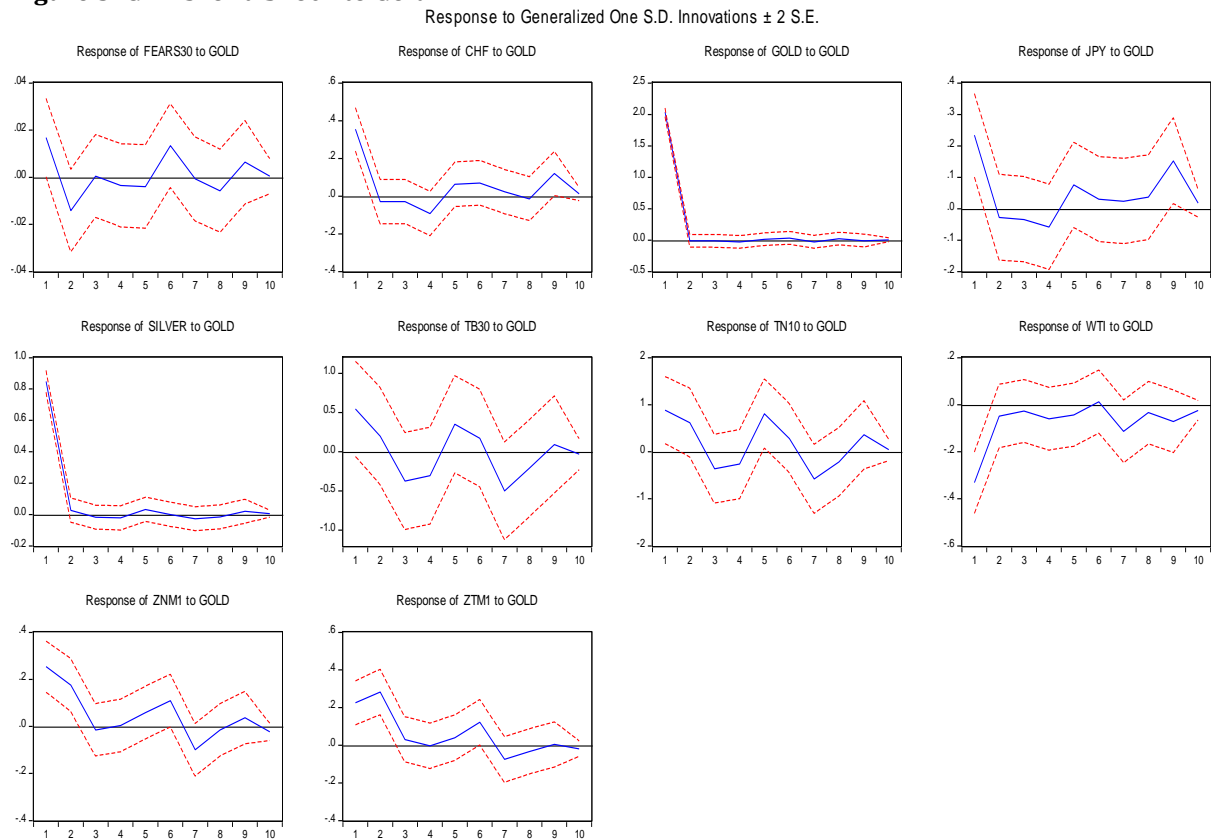 Figure Shock to Gold
Response to Generalized One S.D. Innovations ± 2 S.E.
Response of FEARS30 to GOLD
.04
.02
.00
-.02
-.04
1 2 3 4 5 6 7 8 9 10
Response of CHF to GOLD
.6
.4
.2
.0
-.2
-.4
1 2 3 4 5 6 7 8 9 10
Response of GOLD to GOLD
2.5
2.0
1.5
1.0
0.5
0.0
-0.5
1 2 3 4 5 6 7 8 9 10
Response of JPY to GOLD
.4
.3
.2
.1
.0
-.1
-.2
1 2 3 4 5 6 7 8 9 10
Response of SILVER to GOLD
1.0
0.8
0.6
0.4
0.2
0.0
-0.2
1 2 3 4 5 6 7 8 9 10
Response of TB30 to GOLD
1.0
0.5
0.0
-0.5
-1.0
1 2 3 4 5 6 7 8 9 10
Response of TN10 to GOLD
2
1
0
-1
-2
1 2 3 4 5 6 7 8 9 10
Response of WTI to GOLD
.2
.0
-.2
-.4
-.6
1 2 3 4 5 6 7 8 9 10
Response of ZNM1 to GOLD
.4
.2
.0
-.2
-.4
1 2 3 4 5 6 7 8 9 10
Response of ZTM1 to GOLD
.6
.4
.2
.0
-.2
-.4
1 2 3 4 5 6 7 8 9 10